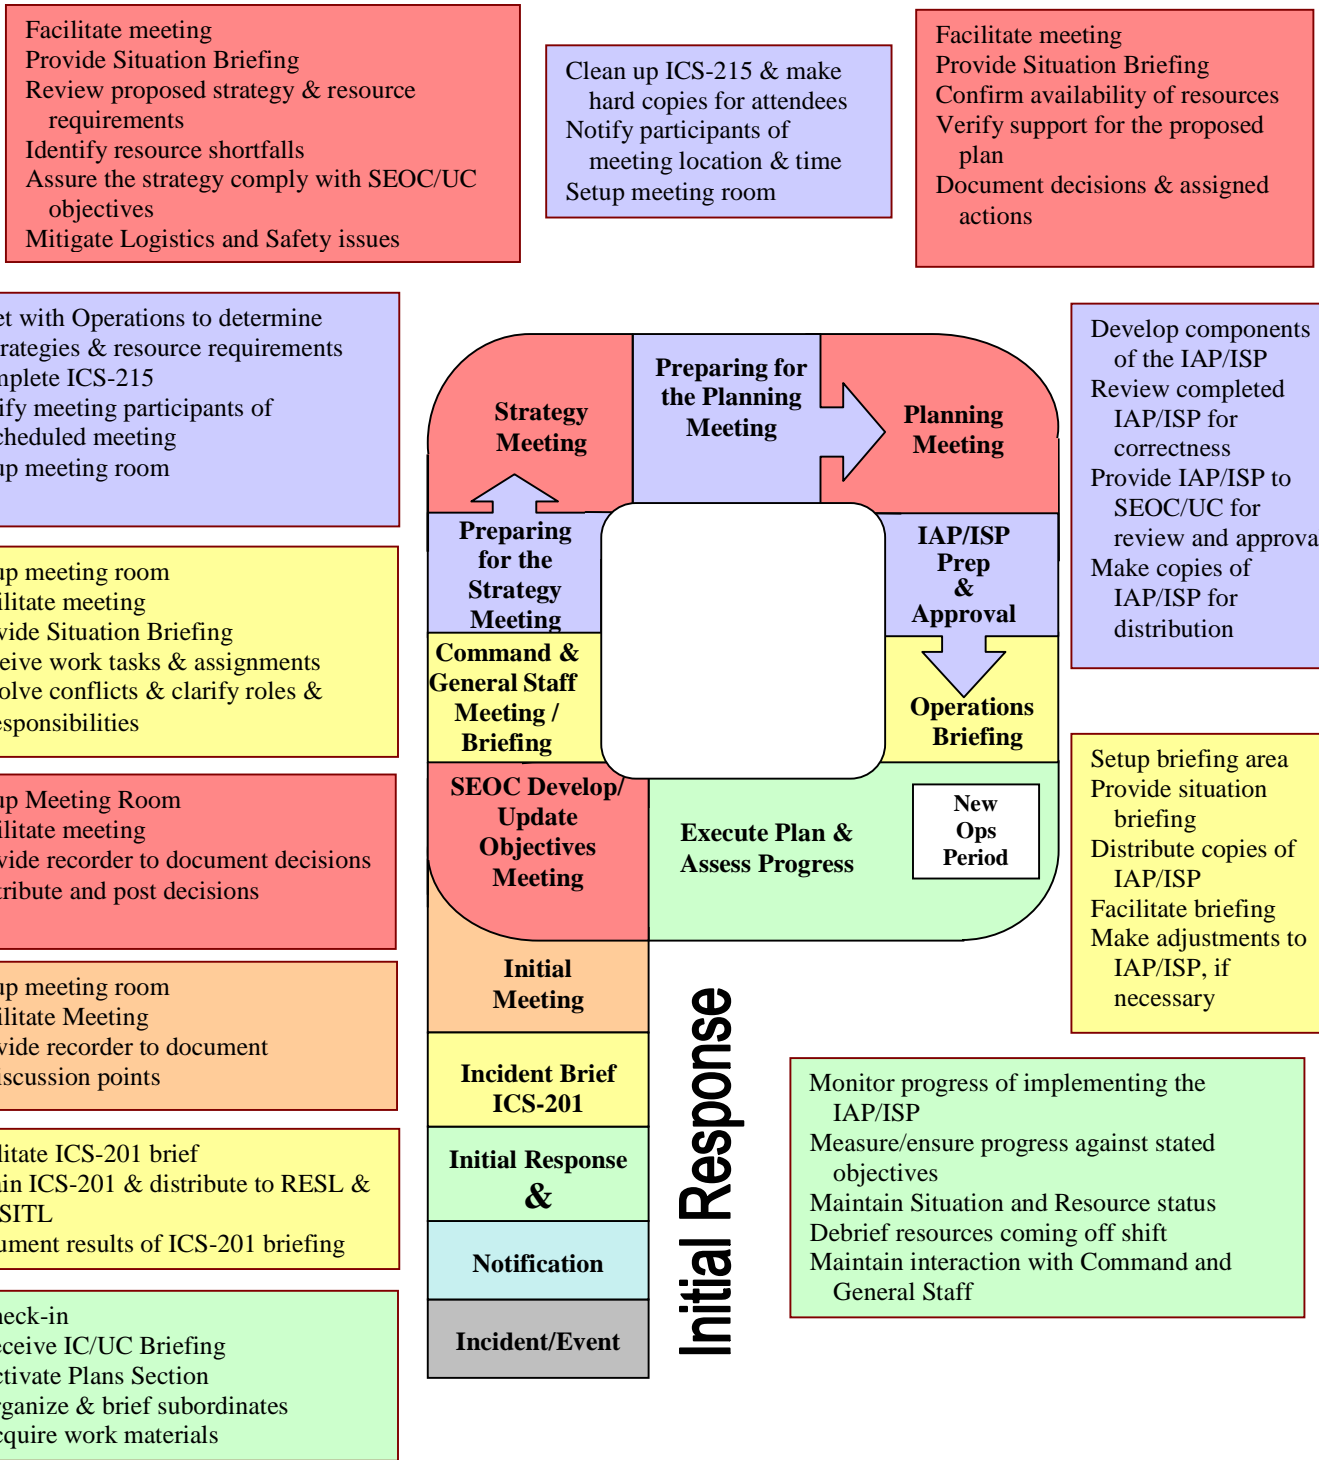 Facilitate meeting
Provide Situation Briefing
Review proposed strategy & resource
requirements
Identify resource shortfalls
Assure the strategy comply with SEOC/UC
objectives
Mitigate Logistics and Safety issues
Clean up ICS-215 & make
hard copies for attendees
Notify participants of
meeting location & time
Setup meeting room
Facilitate meeting
Provide Situation Briefing
Confirm availability of resources
Verify support for the proposed
plan
Document decisions & assigned
actions
et with Operations to determine
rategies & resource requirements
mplete ICS-215
ify meeting participants of
cheduled meeting
up meeting room
up meeting room
ilitate meeting
vide Situation Briefing
eive work tasks & assignments
olve conflicts & clarify roles &
esponsibilities
up Meeting Room
ilitate meeting
vide recorder to document decisions
tribute and post decisions
up meeting room
ilitate Meeting
vide recorder to document
iscussion points
litate ICS-201 brief
ain ICS-201 & distribute to RESL &
SITL
ument results of ICS-201 briefing
heck-in
eceive IC/UC Briefing
ctivate Plans Section
rganize & brief subordinates
cquire work materials
Strategy
Meeting
Preparing for
the Planning
Meeting
Planning
Meeting
Preparing
for the
Strategy
Meeting
IAP/ISP
Prep
&
Approval
Command &
General Staff
Meeting /
Briefing
Operations
Briefing
SEOC Develop/
Update
Objectives
Meeting
Execute Plan &
Assess Progress
New
Ops
Period
Initial
Meeting
Incident Brief
ICS-201
Initial Response
&
Notification
Incident/Event
Initial Response
Develop components
of the IAP/ISP
Review completed
IAP/ISP for
correctness
Provide IAP/ISP to
SEOC/UC for
review and approva
Make copies of
IAP/ISP for
distribution
Setup briefing area
Provide situation
briefing
Distribute copies of
IAP/ISP
Facilitate briefing
Make adjustments to
IAP/ISP, if
necessary
Monitor progress of implementing the
IAP/ISP
Measure/ensure progress against stated
objectives
Maintain Situation and Resource status
Debrief resources coming off shift
Maintain interaction with Command and
General Staff